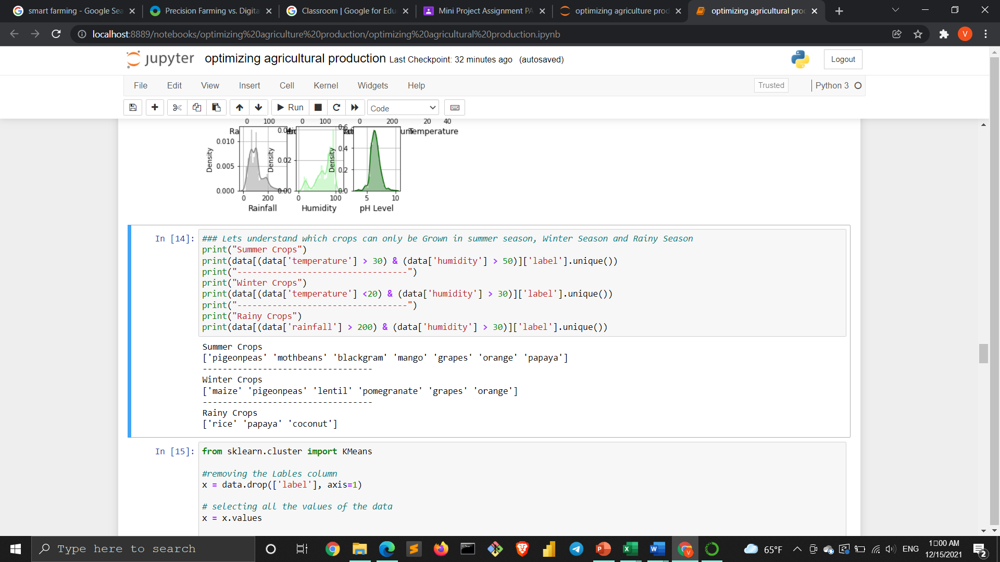 smart farming - Google Sea
Precision Farming vs. Digita
Classroom | Google for Edu
Mini Project Assignment PA
optimizing agriculture prod
optimizing agricultural proc
localhost:8889/notebooks/optimizing%20agriculture%20production/optimizing%20agricultural%20production.ipynb
V
jupyter optimizing agricultural production Last Checkpoint: 32 minutes ago (autosaved)
Logout
File Edit View Insert Cell Kernel Widgets Help
Trusted
Python 3
Run
Code
0 100 0 100 0 200 20 40
Ra Temperature
0.04 0.6
0.010
0.4
0.02
0.005
0.2
0.000 0.00 0.0
Density Density Density
0 200 0 100 5 10
Rainfall Humidity pH Level
In [14]:
### Lets understand which crops can only be Grown in summer season, Winter Season and Rainy Season
print("Summer Crops")
print(data[(data['temperature'] > 30) & (data['humidity'] > 50)]['label'].unique())
print("----------------------------------")
print("Winter Crops")
print(data[(data['temperature'] <20) & (data['humidity'] > 30)]['label'].unique())
print("----------------------------------")
print("Rainy Crops")
print(data[(data['rainfall'] > 200) & (data['humidity'] > 30)]['label'].unique())
Summer Crops
['pigeonpeas' 'mothbeans' 'blackgram' 'mango' 'grapes' 'orange' 'papaya']
----------------------------------
Winter Crops
['maize' 'pigeonpeas' 'lentil' 'pomegranate' 'grapes' 'orange']
----------------------------------
Rainy Crops
['rice' 'papaya' 'coconut']
In [15]:
from sklearn.cluster import KMeans
#removing the Lables column
x = data.drop(['label'], axis=1)
# selecting all the values of the data
x = x.values
Type here to search
65°F
ENG
1:00 AM
12/15/2021
2